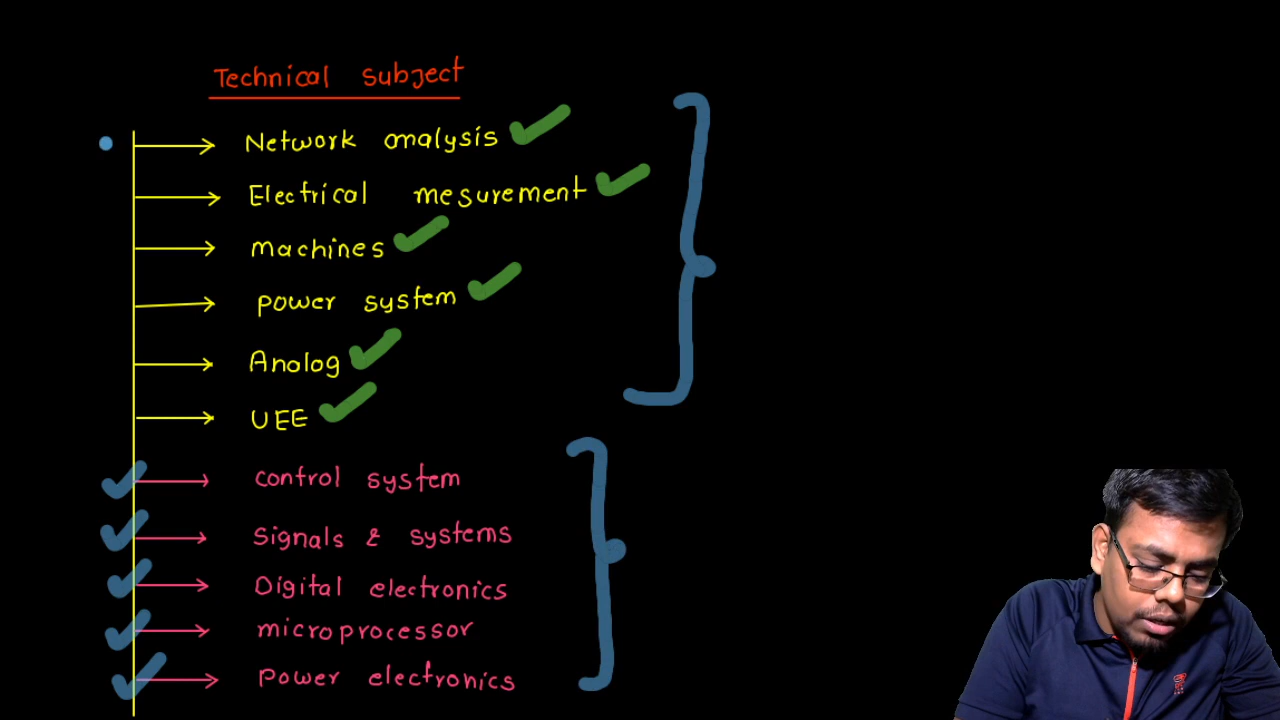 Technical subject
Network analysis
Electrical mesurement
machines
power system
Analog
UEE
control system
Signals & systems
Digital electronics
microprocessor
power electronics